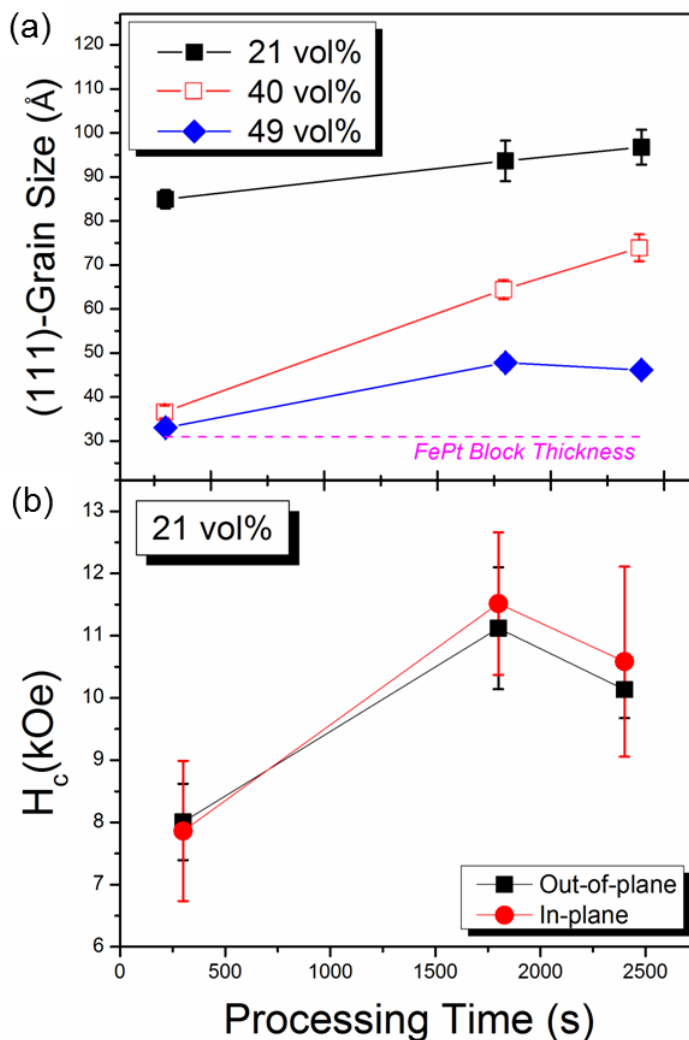 (a)
21 vol%
40 vol%
49 vol%
120
110
100
90
80
70
60
50
40
30
(111)-Grain Size (Å)
FePt Block Thickness
(b)
21 vol%
13
12
11
10
9
8
7
6
H_c(kOe)
Out-of-plane
In-plane
0 500 1000 1500 2000 2500
Processing Time (s)